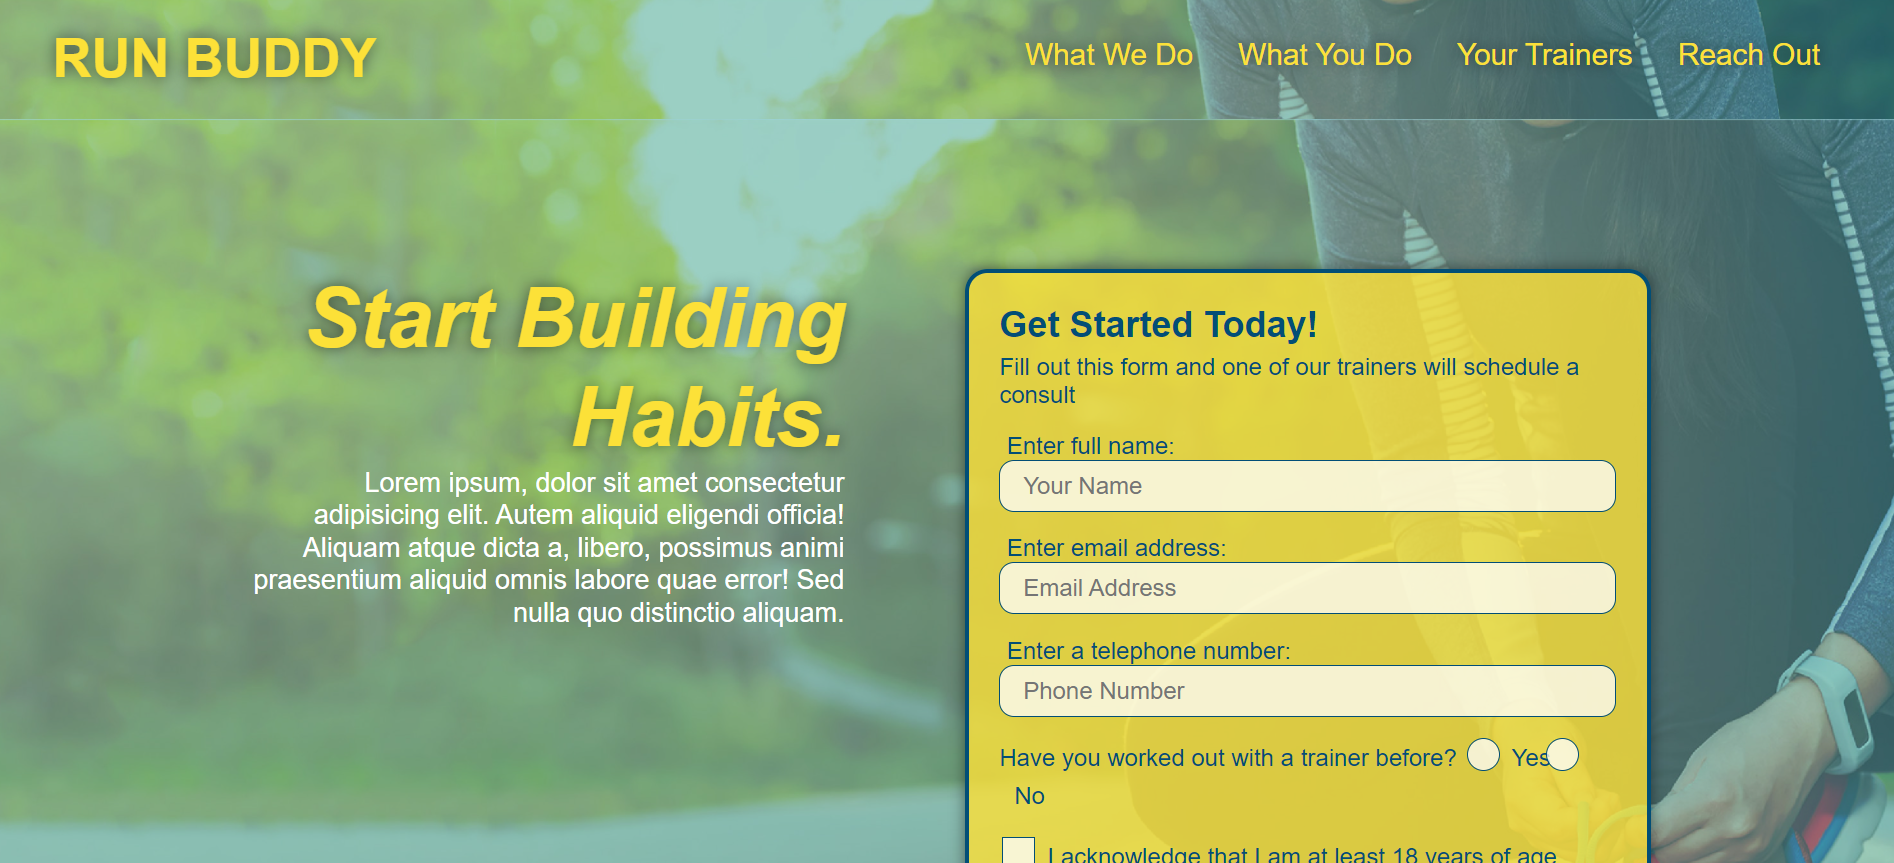 RUN BUDDY
What We Do What You Do Your Trainers Reach Out
Start Building
Habits.
Lorem ipsum, dolor sit amet consectetur
adipisicing elit. Autem aliquid eligendi officia!
Aliquam atque dicta a, libero, possimus animi
praesentium aliquid omnis labore quae error! Sed
nulla quo distinctio aliquam.
Get Started Today!
Fill out this form and one of our trainers will schedule a
consult
Enter full name:
Your Name
Enter email address:
Email Address
Enter a telephone number:
Phone Number
Have you worked out with a trainer before? Yes
No
I acknowledge that I am at least 18 years of age